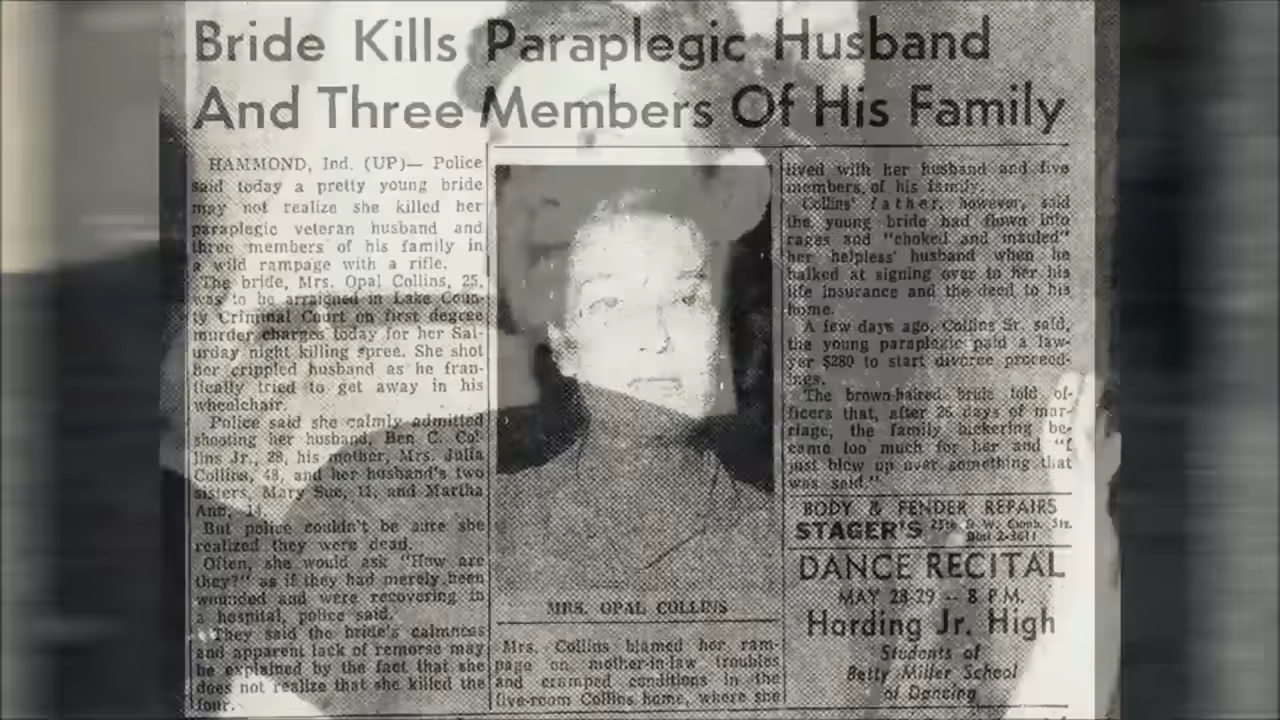 Bride Kills Paraplegic Husband
And Three Members Of His Family
HAMMOND, Ind. (UP)— Police
said today a pretty young bride
may not realize she killed her
paraplegic veteran husband and
three members of his family in
a wild rampage with a rifle.
The bride, Mrs. Opal Collins, 25,
was to be arraigned in Lake Coun-
ty Criminal Court on first degree
murder charges today for her Sat-
urday night killing spree. She shot
her crippled husband as he fran-
tically tried to get away in his
wheelchair.
Police said she calmly admitted
shooting her husband, Ben C. Col-
lins Jr., 28, his mother, Mrs. Julia
Collins, 48, and her husband's two
sisters, Mary Sue, 11, and Martha
Ann, 14.
But police couldn't be sure she
realized they were dead.
Often, she would ask "How are
they?" as if they had merely been
wounded and were recovering in
a hospital, police said.
They said the bride's calmness
and apparent lack of remorse may
be explained by the fact that she
does not realize that she killed the
four.
MRS. OPAL COLLINS
Mrs. Collins blamed her ram-
page on mother-in-law troubles
and cramped conditions in the
five-room Collins home, where she
lived with her husband and five
members of his family.
Collins' father, however, said
the young bride had flown into
rages and "choked and mauled"
her helpless husband when he
balked at signing over to her his
life insurance and the deed to his
home.
A few days ago, Collins Sr. said,
the young paraplegic paid a law-
yer $280 to start divorce proceed-
ings.
The brown-haired bride told of-
ficers that, after 26 days of mar-
riage, the family bickering be-
came too much for her and "I
just blew up over something that
was said."
BODY & FENDER REPAIRS
STAGER'S
25th & W. Cumb. Sts.
Dial 2-3611
DANCE RECITAL
MAY 28-29 -- 8 P.M.
Harding Jr. High
Students of
Betty Miller School
of Dancing